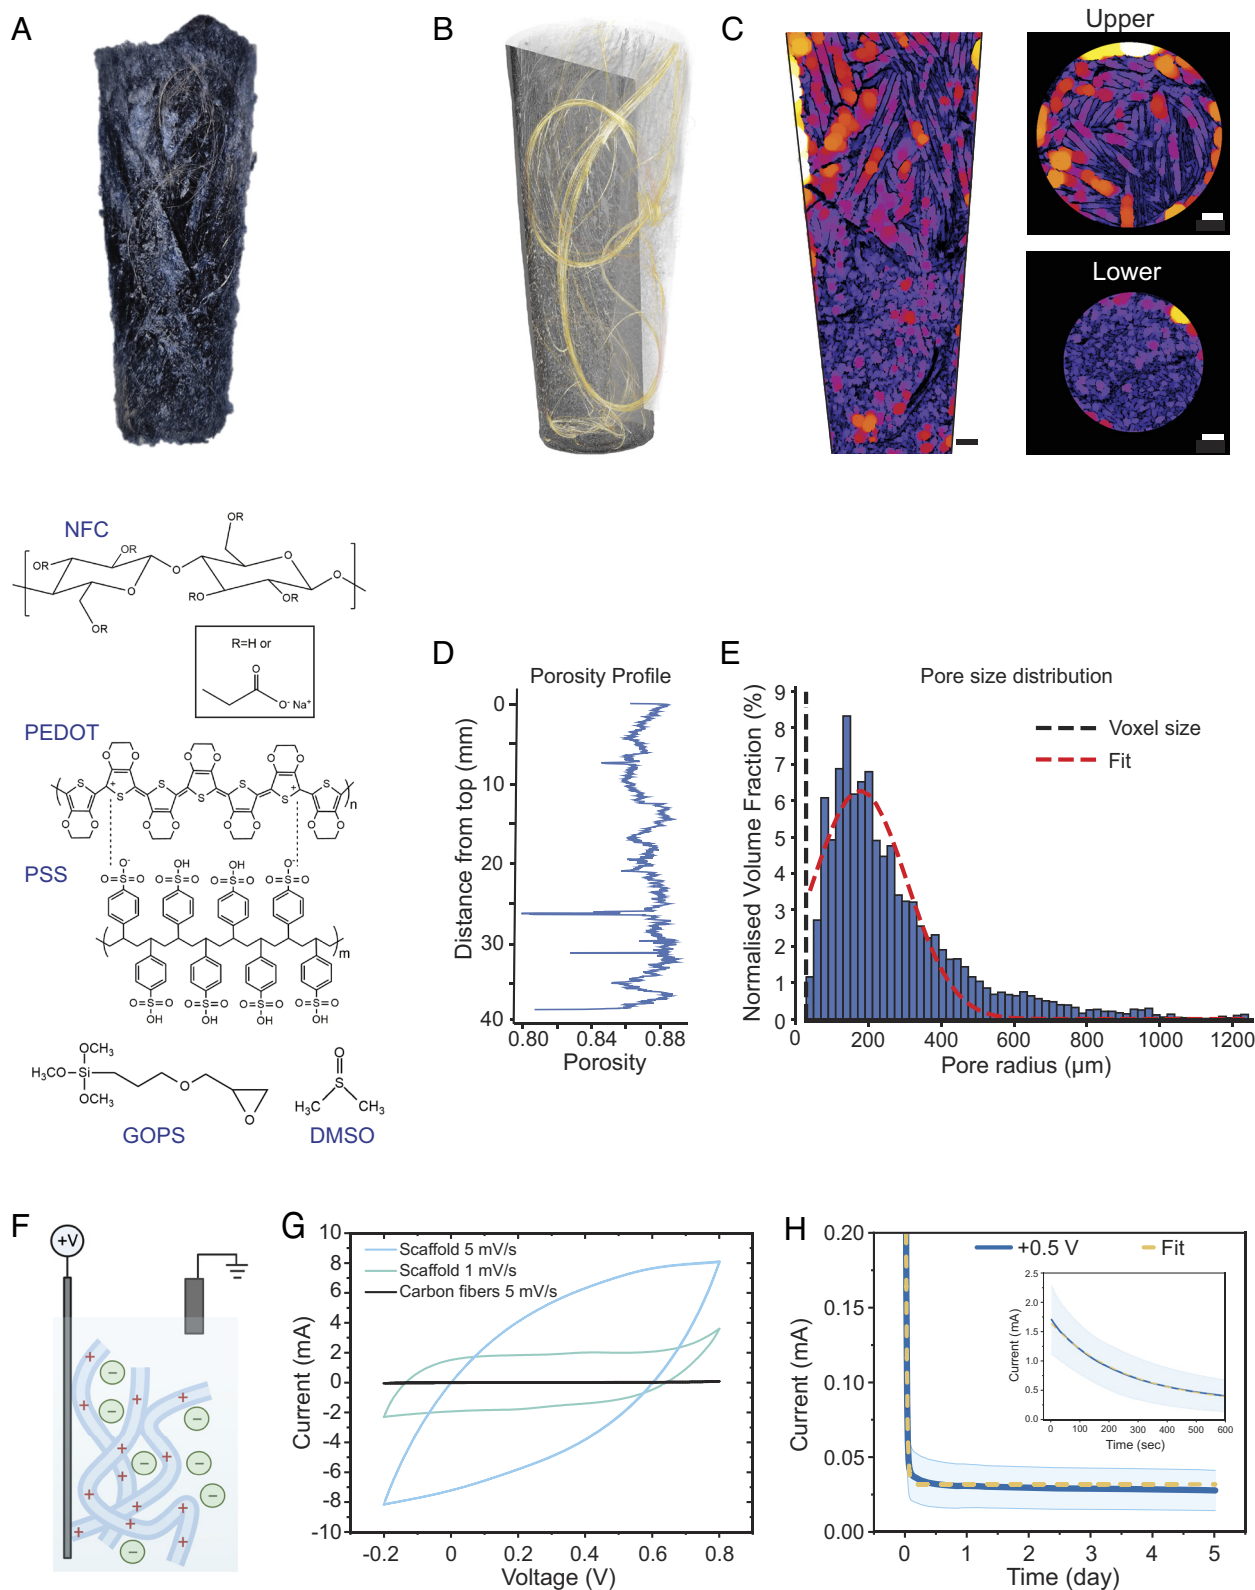 A
B
C
Upper
Lower
NFC
OR
OR
OR
O
O
O
O
OR
RO
OR
OR
R=H or
O
O⁻ Na⁺
PEDOT
n
PSS
m
H₃CO
OCH₃
Si
OCH₃
O
O
GOPS
O
S
H₃C
CH₃
DMSO
D
Porosity Profile
Distance from top (mm)
0
10
20
30
40
0.80
0.84
0.88
Porosity
E
Pore size distribution
Normalised Volume Fraction (%)
9
8
7
6
5
4
3
2
1
0
Voxel size
Fit
0
200
400
600
800
1000
1200
Pore radius (µm)
F
+V
G
Current (mA)
10
8
6
4
2
0
-2
-4
-6
-8
-10
Scaffold 5 mV/s
Scaffold 1 mV/s
Carbon fibers 5 mV/s
-0.2
0
0.2
0.4
0.6
0.8
Voltage (V)
H
Current (mA)
0.20
0.15
0.10
0.05
0.00
+0.5 V
Fit
Current (mA)
2.5
2.0
1.5
1.0
0.5
0.0
0
100
200
300
400
500
600
Time (sec)
0
1
2
3
4
5
Time (day)